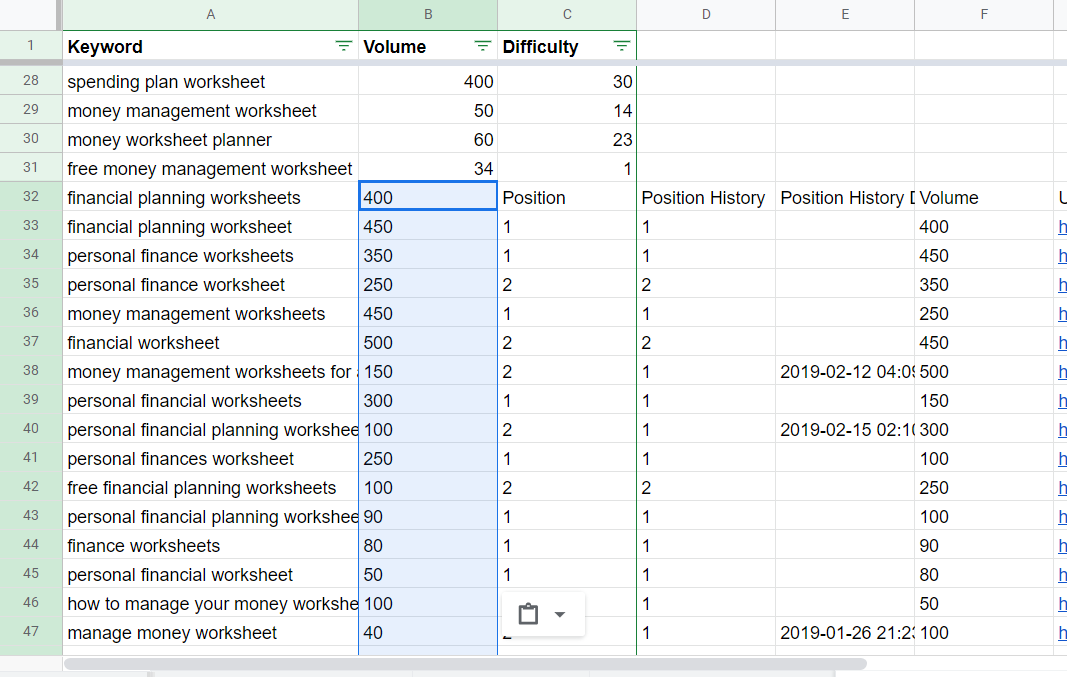 A B C D E F
1 Keyword Volume Difficulty
28 spending plan worksheet 400 30
29 money management worksheet 50 14
30 money worksheet planner 60 23
31 free money management worksheet 34 1
32 financial planning worksheets 400 Position Position History Position History Volume
33 financial planning worksheet 450 1 1 400 h
34 personal finance worksheets 350 1 1 450 h
35 personal finance worksheet 250 2 2 350 h
36 money management worksheets 450 1 1 250 h
37 financial worksheet 500 2 2 450 h
38 money management worksheets for 150 2 1 2019-02-12 04:09 500 h
39 personal financial worksheets 300 1 1 150 h
40 personal financial planning workshee 100 2 1 2019-02-15 02:10 300 h
41 personal finances worksheet 250 1 1 100 h
42 free financial planning worksheets 100 2 2 250 h
43 personal financial planning workshee 90 1 1 100 h
44 finance worksheets 80 1 1 90 h
45 personal financial worksheet 50 1 1 80 h
46 how to manage your money workshe 100 1 50 h
47 manage money worksheet 40 1 2019-01-26 21:23 100 h